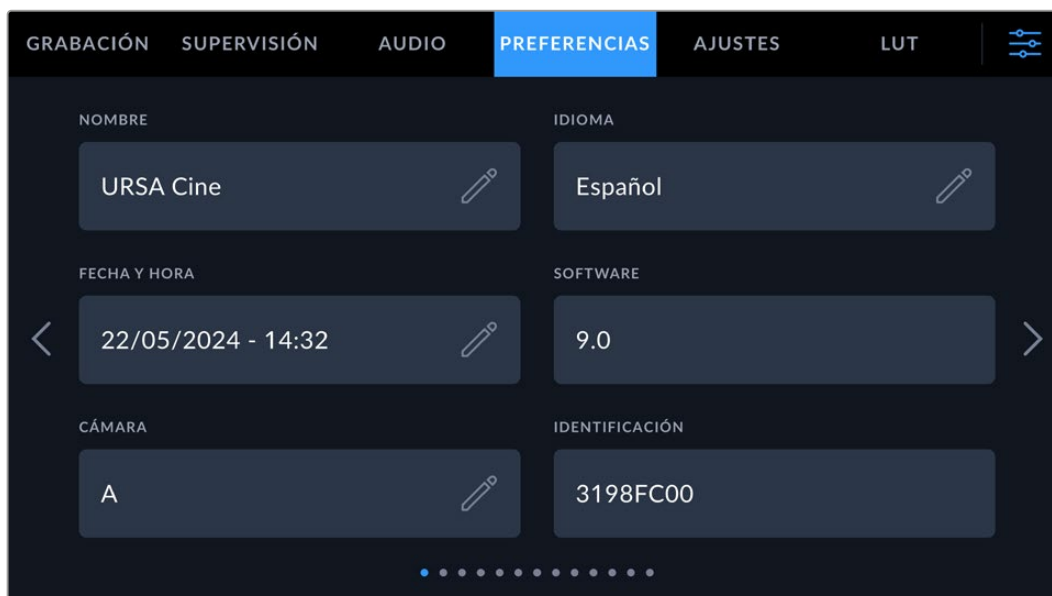 GRABACIÓN SUPERVISIÓN AUDIO PREFERENCIAS AJUSTES LUT
NOMBRE IDIOMA
URSA Cine Español
FECHA Y HORA SOFTWARE
22/05/2024 - 14:32 9.0
CÁMARA IDENTIFICACIÓN
A 3198FC00